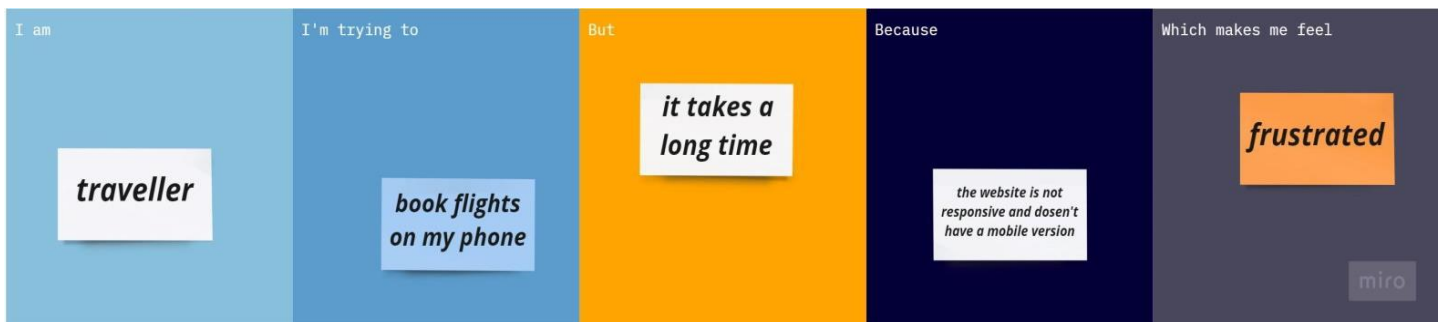 I am
traveller
I'm trying to
book flights
on my phone
But
it takes a
long time
Because
the website is not
responsive and dosen't
have a mobile version
Which makes me feel
frustrated
miro